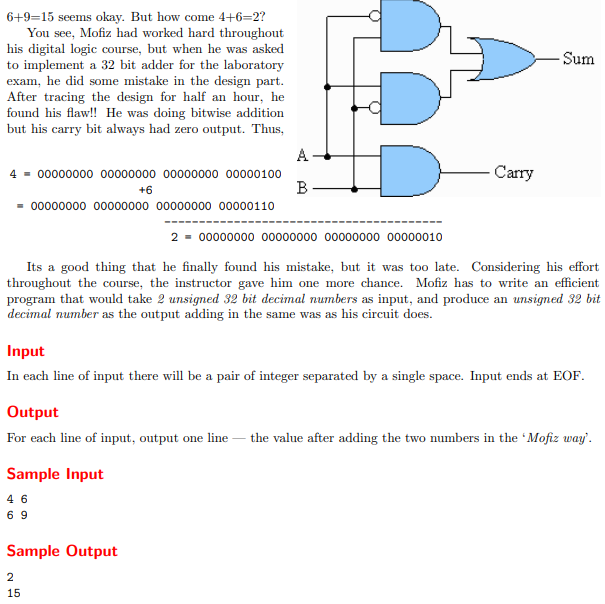 6+9=15 seems okay. But how come 4+6=2?
You see, Mofiz had worked hard throughout
his digital logic course, but when he was asked
to implement a 32 bit adder for the laboratory
exam, he did some mistake in the design part.
After tracing the design for half an hour, he
found his flaw!! He was doing bitwise addition
but his carry bit always had zero output. Thus,
Sum
A
B
Carry
4 = 00000000 00000000 00000000 00000100
+6
= 00000000 00000000 00000000 00000110
----------------------------------------
2 = 00000000 00000000 00000000 00000010
Its a good thing that he finally found his mistake, but it was too late. Considering his effort
throughout the course, the instructor gave him one more chance. Mofiz has to write an efficient
program that would take 2 unsigned 32 bit decimal numbers as input, and produce an unsigned 32 bit
decimal number as the output adding in the same was as his circuit does.
Input
In each line of input there will be a pair of integer separated by a single space. Input ends at EOF.
Output
For each line of input, output one line — the value after adding the two numbers in the ‘Mofiz way’.
Sample Input
4 6
6 9
Sample Output
2
15